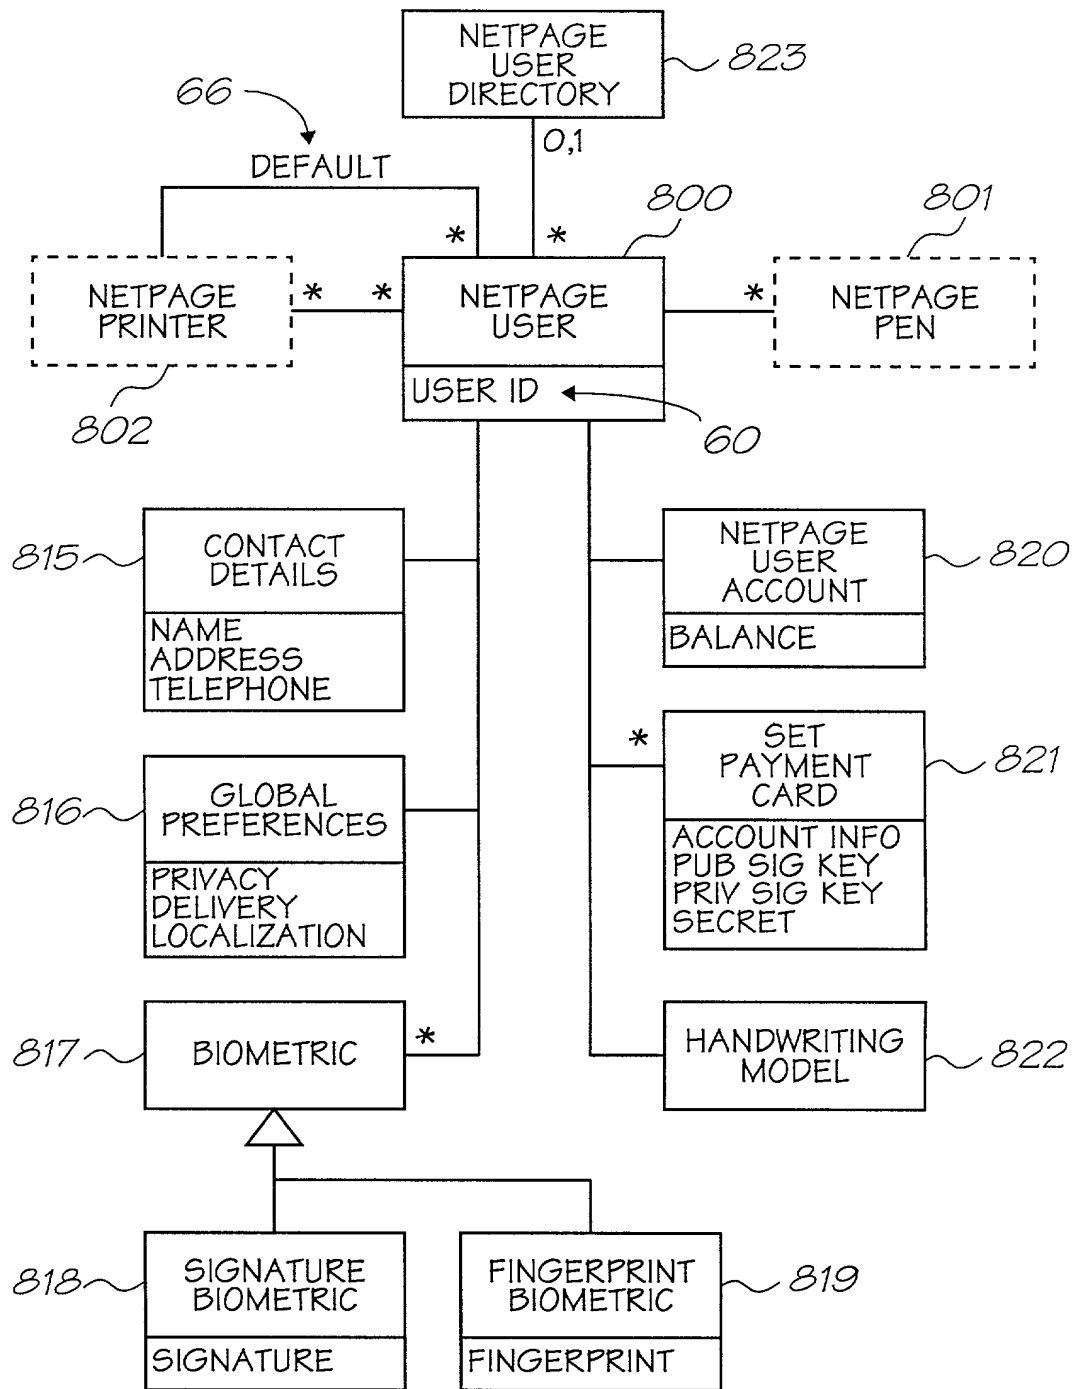 NETPAGE
USER
DIRECTORY
823
66
DEFAULT
0,1
800
801
*
*
NETPAGE
PRINTER
*
*
NETPAGE
USER
*
NETPAGE
PEN
802
USER ID
60
815
CONTACT
DETAILS
NAME
ADDRESS
TELEPHONE
NETPAGE
USER
ACCOUNT
820
BALANCE
816
GLOBAL
PREFERENCES
PRIVACY
DELIVERY
LOCALIZATION
*
SET
PAYMENT
CARD
821
ACCOUNT INFO
PUB SIG KEY
PRIV SIG KEY
SECRET
817
BIOMETRIC
*
HANDWRITING
MODEL
822
818
SIGNATURE
BIOMETRIC
SIGNATURE
FINGERPRINT
BIOMETRIC
819
FINGERPRINT